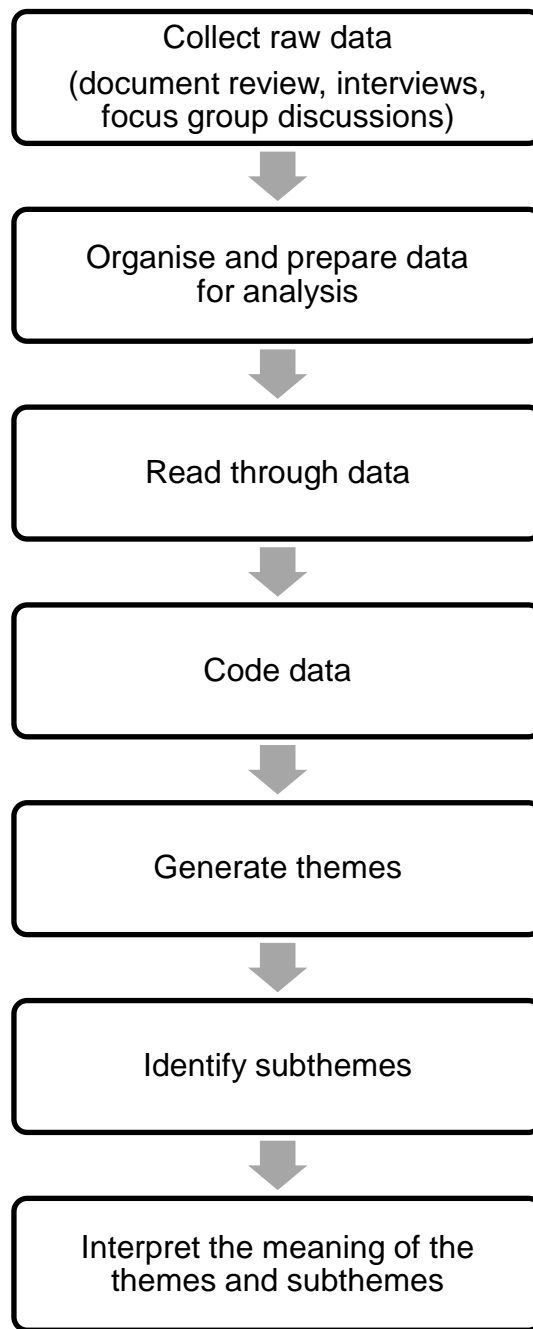 Collect raw data
(document review, interviews,
focus group discussions)
Organise and prepare data
for analysis
Read through data
Code data
Generate themes
Identify subthemes
Interpret the meaning of the
themes and subthemes